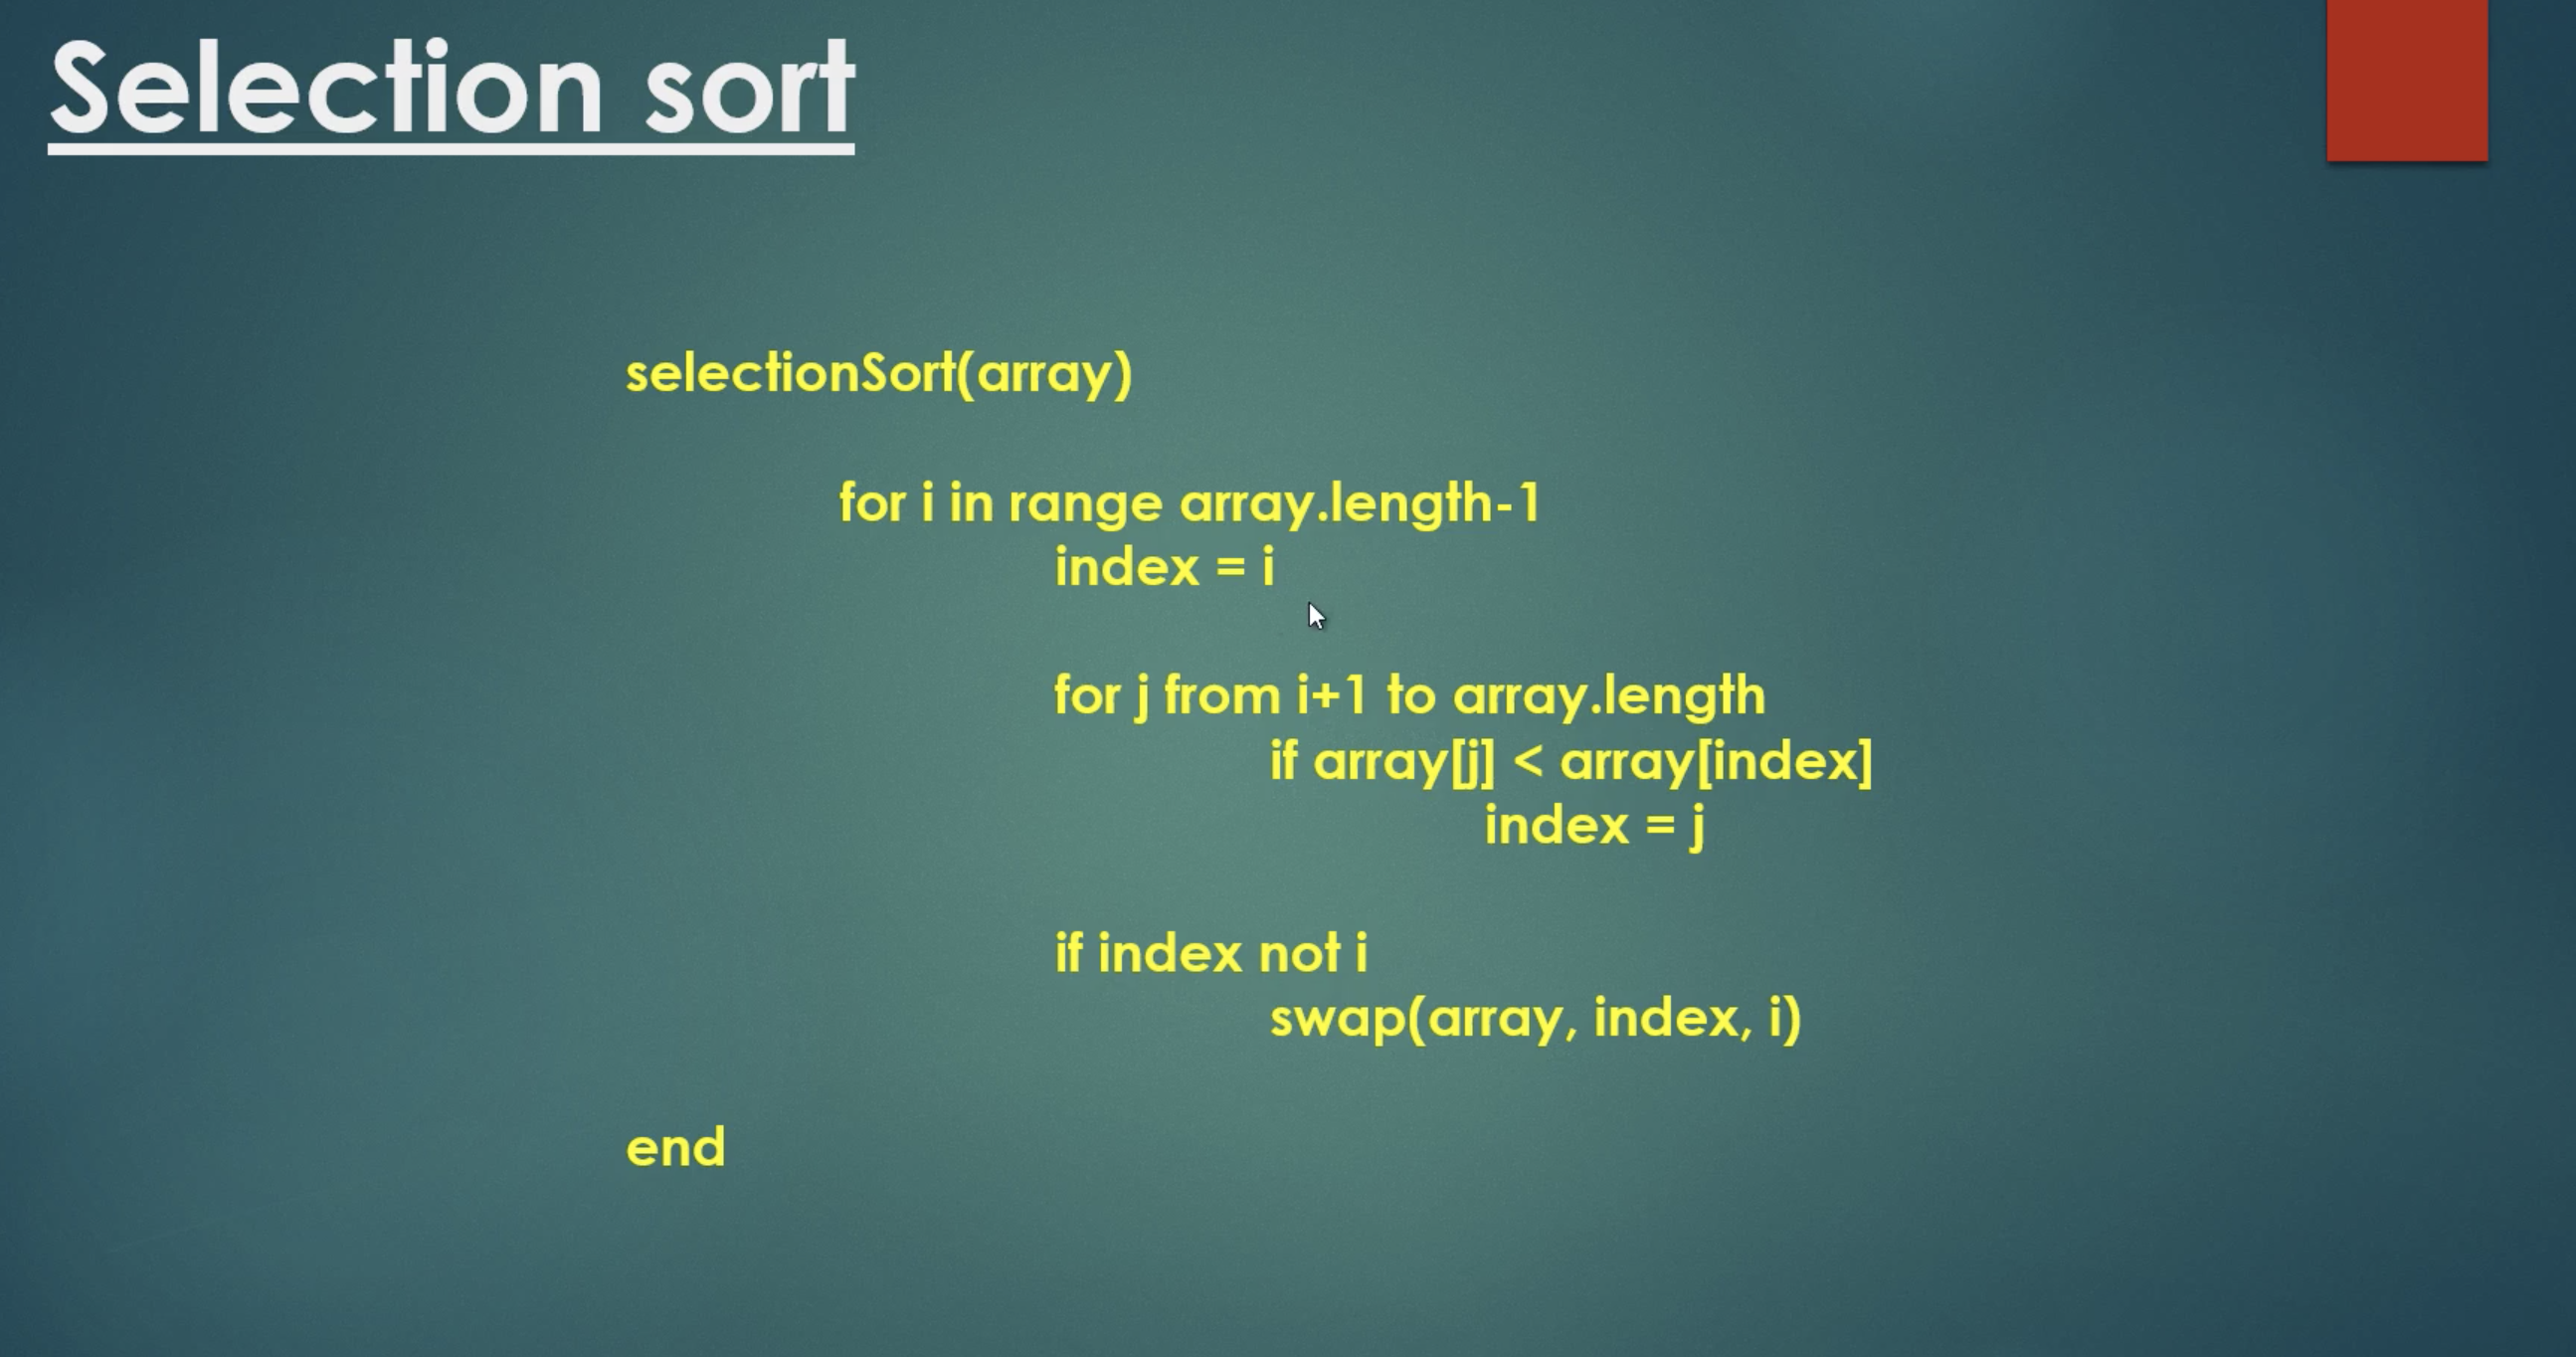 Selection sort
selectionSort(array)
for i in range array.length-1
index = i
for j from i+1 to array.length
if array[j] < array[index]
index = j
if index not i
swap(array, index, i)
end